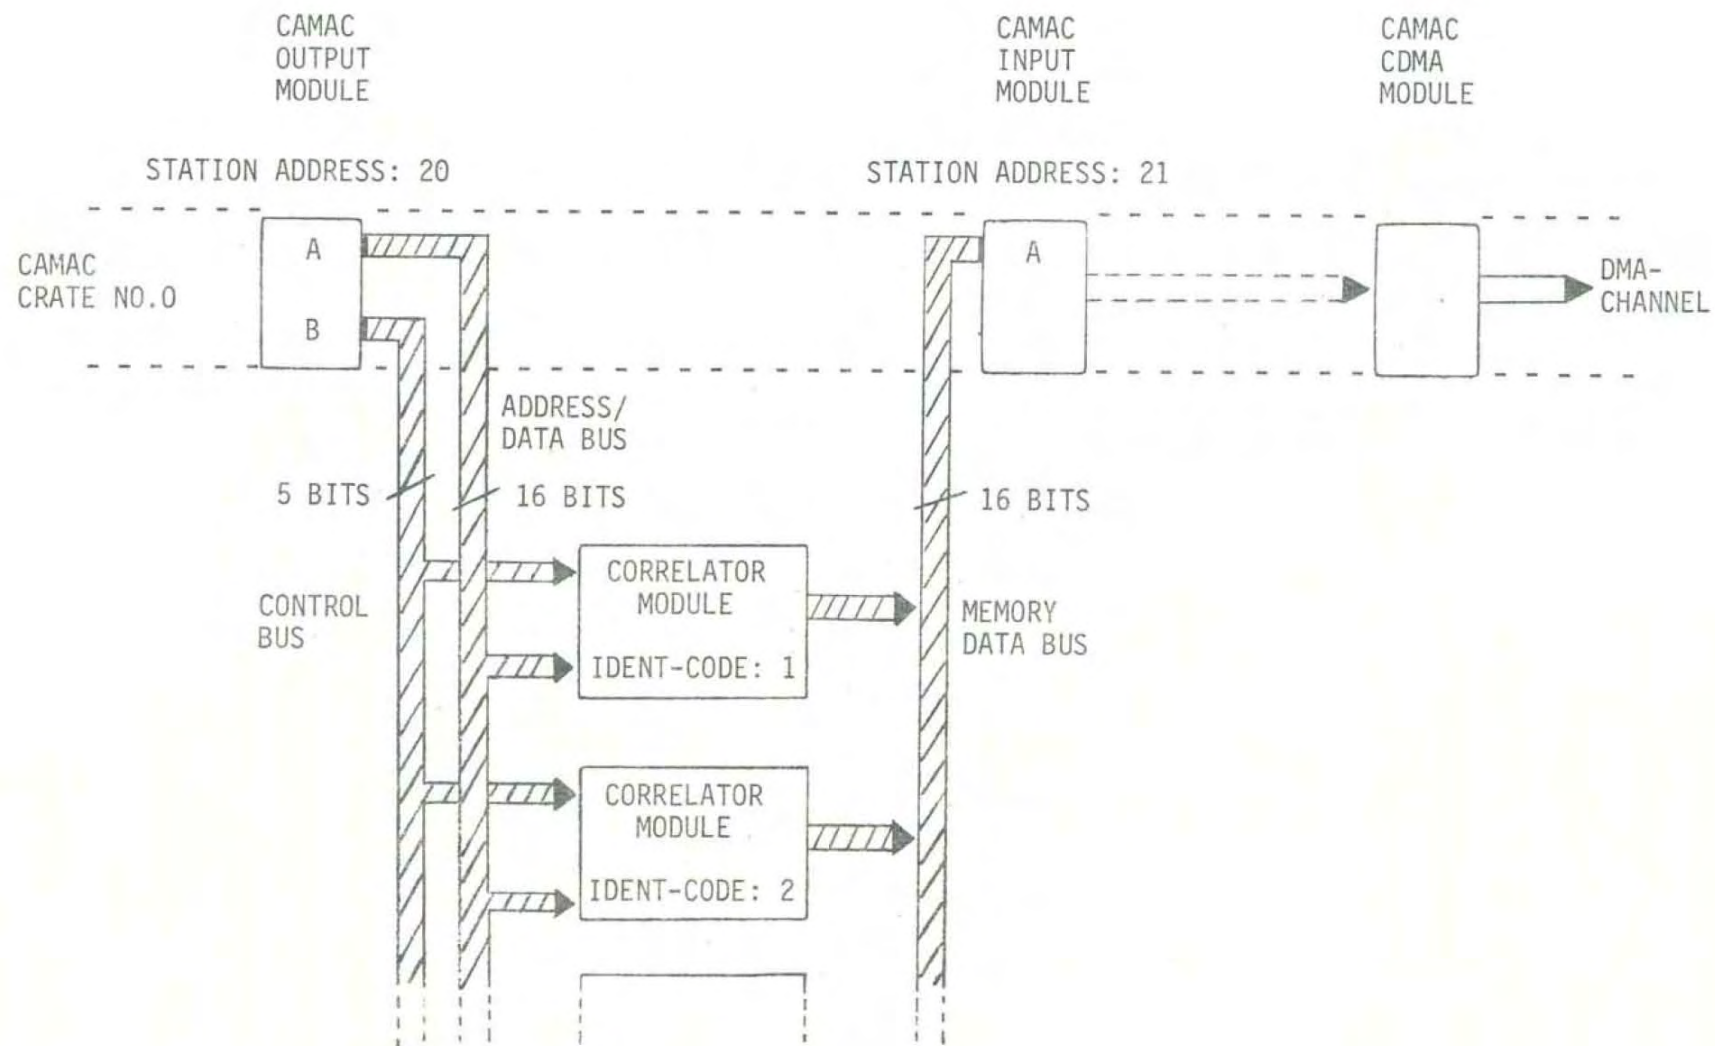 CAMAC
OUTPUT
MODULE
CAMAC
INPUT
MODULE
CAMAC
CDMA
MODULE
STATION ADDRESS: 20
STATION ADDRESS: 21
CAMAC
CRATE NO.0
A
B
A
DMA-
CHANNEL
ADDRESS/
DATA BUS
5 BITS
16 BITS
16 BITS
CONTROL
BUS
CORRELATOR
MODULE
IDENT-CODE: 1
MEMORY
DATA BUS
CORRELATOR
MODULE
IDENT-CODE: 2